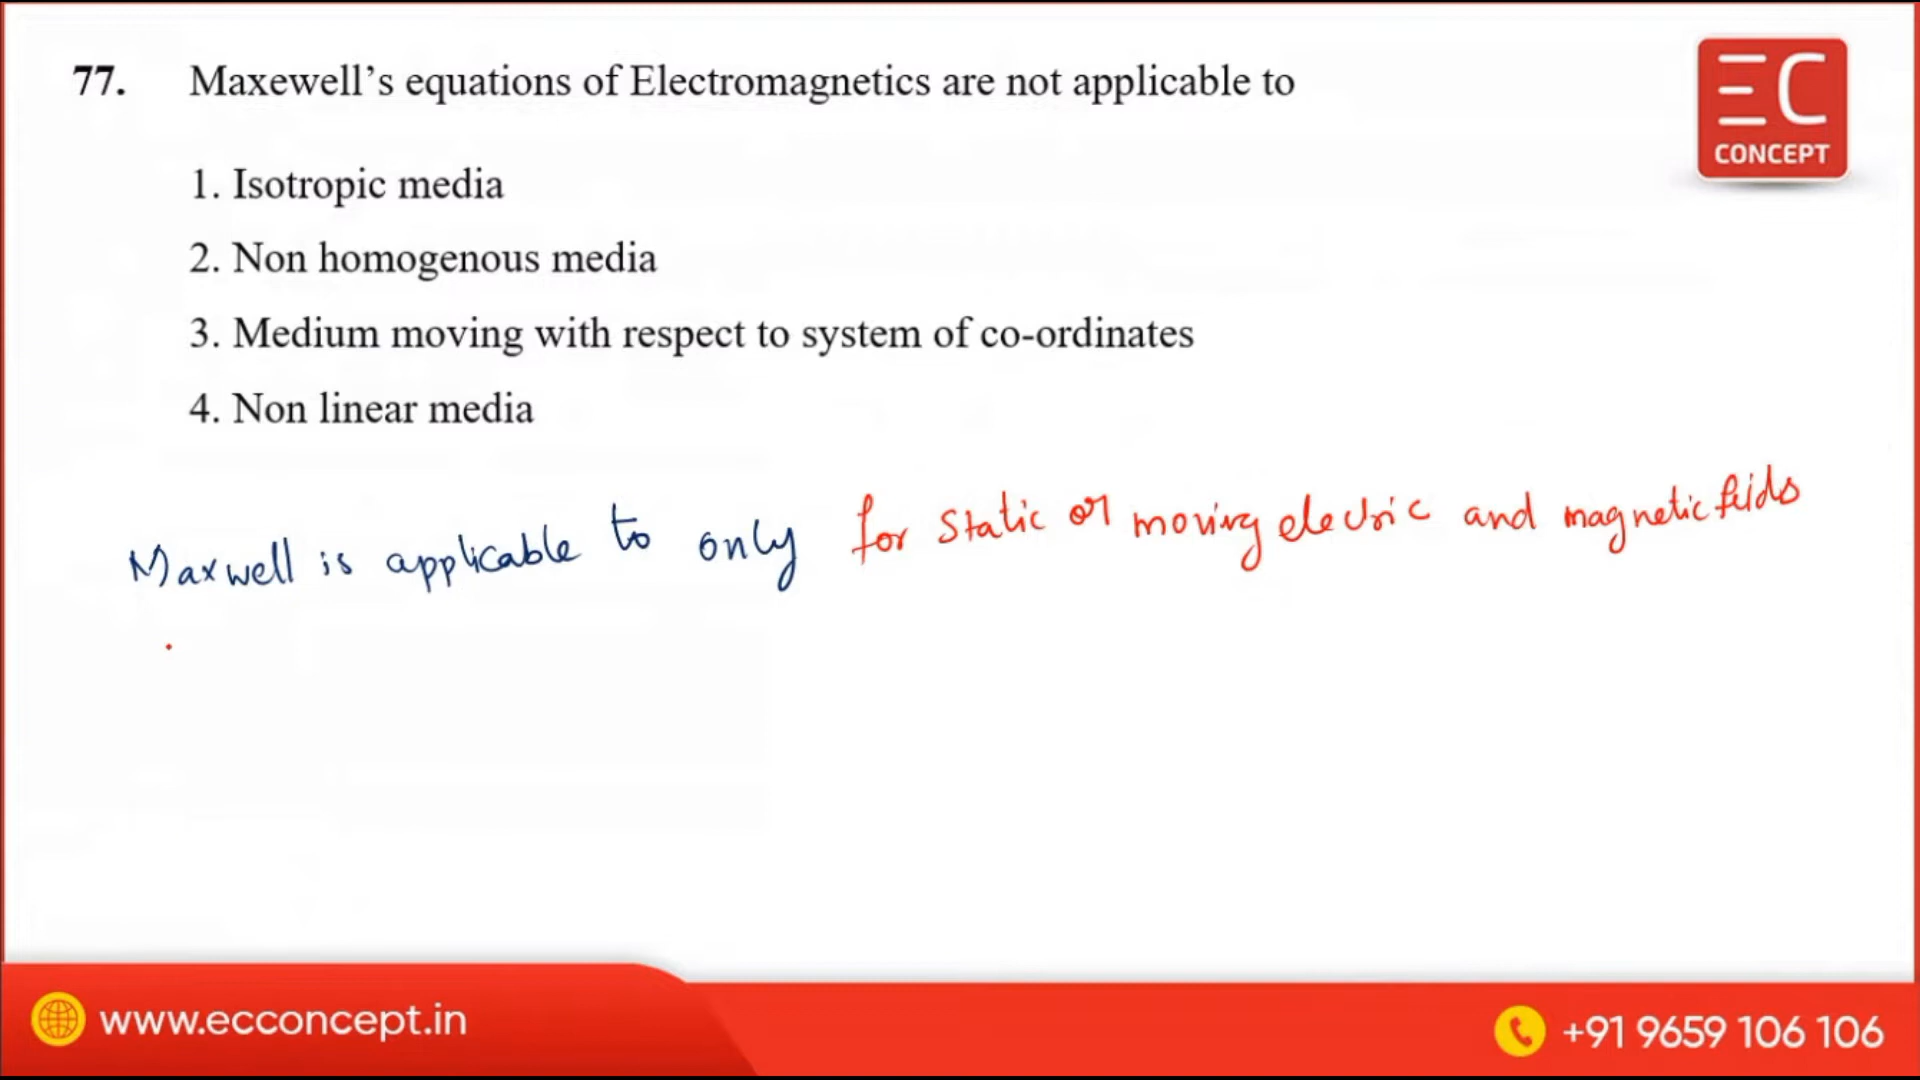 77. Maxewell's equations of Electromagnetics are not applicable to
EC
CONCEPT
1. Isotropic media
2. Non homogenous media
3. Medium moving with respect to system of co-ordinates
4. Non linear media
Maxwell is applicable to only for static or moving electric and magnetic feilds
www.ecconcept.in
+91 9659 106 106